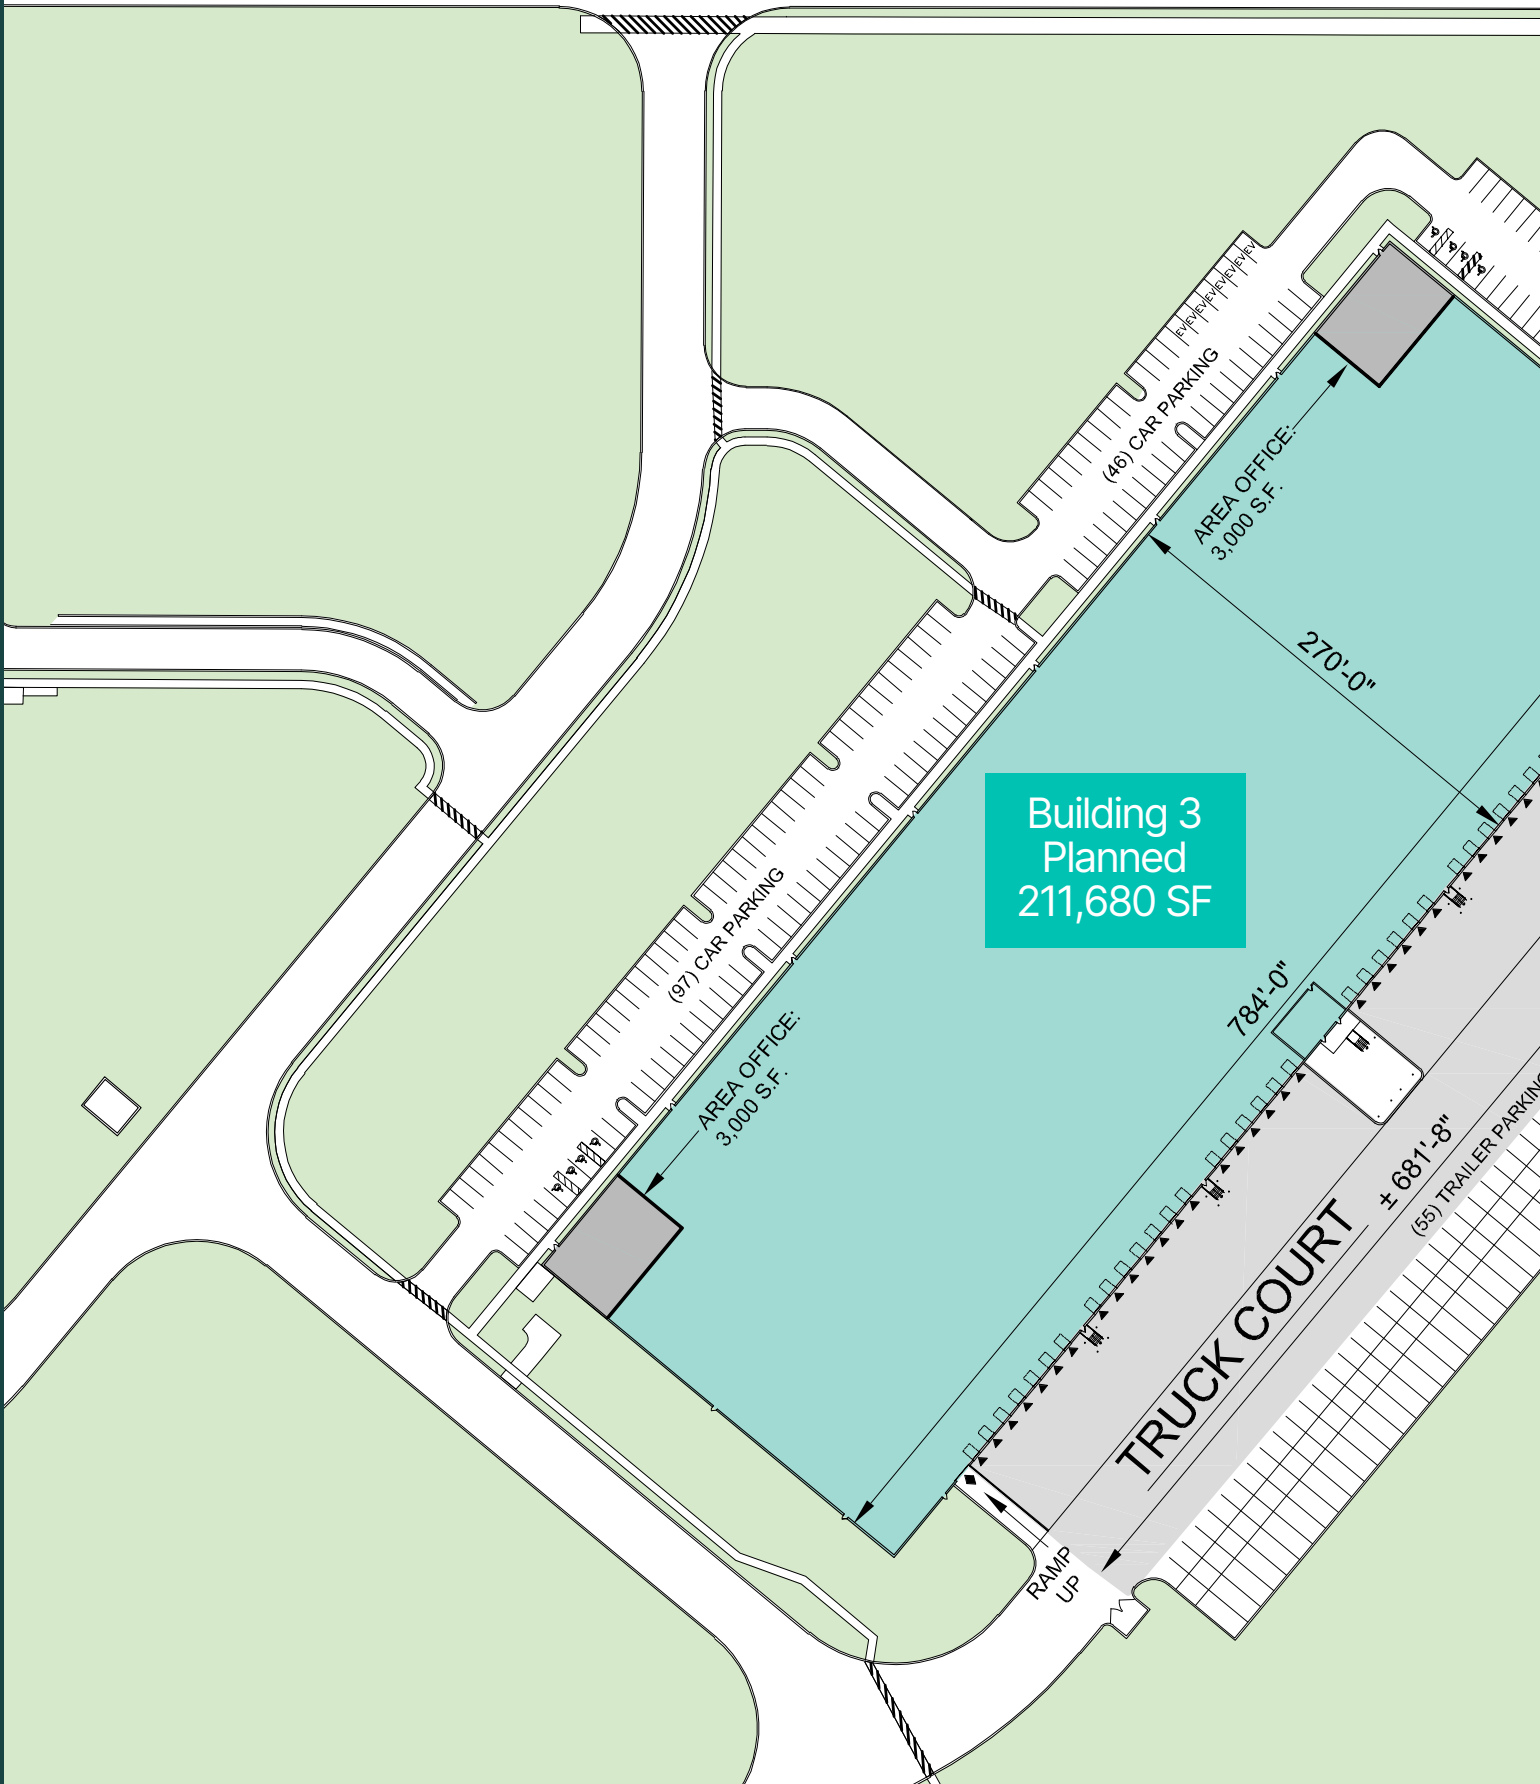 EV EV EV EV EV EV EV EV
(46) CAR PARKING
AREA OFFICE:
3,000 S.F.
270'-0"
Building 3
Planned
211,680 SF
(97) CAR PARKING
784'-0"
AREA OFFICE:
3,000 S.F.
± 681'-8"
(55) TRAILER PARKING
TRUCK COURT
RAMP
UP